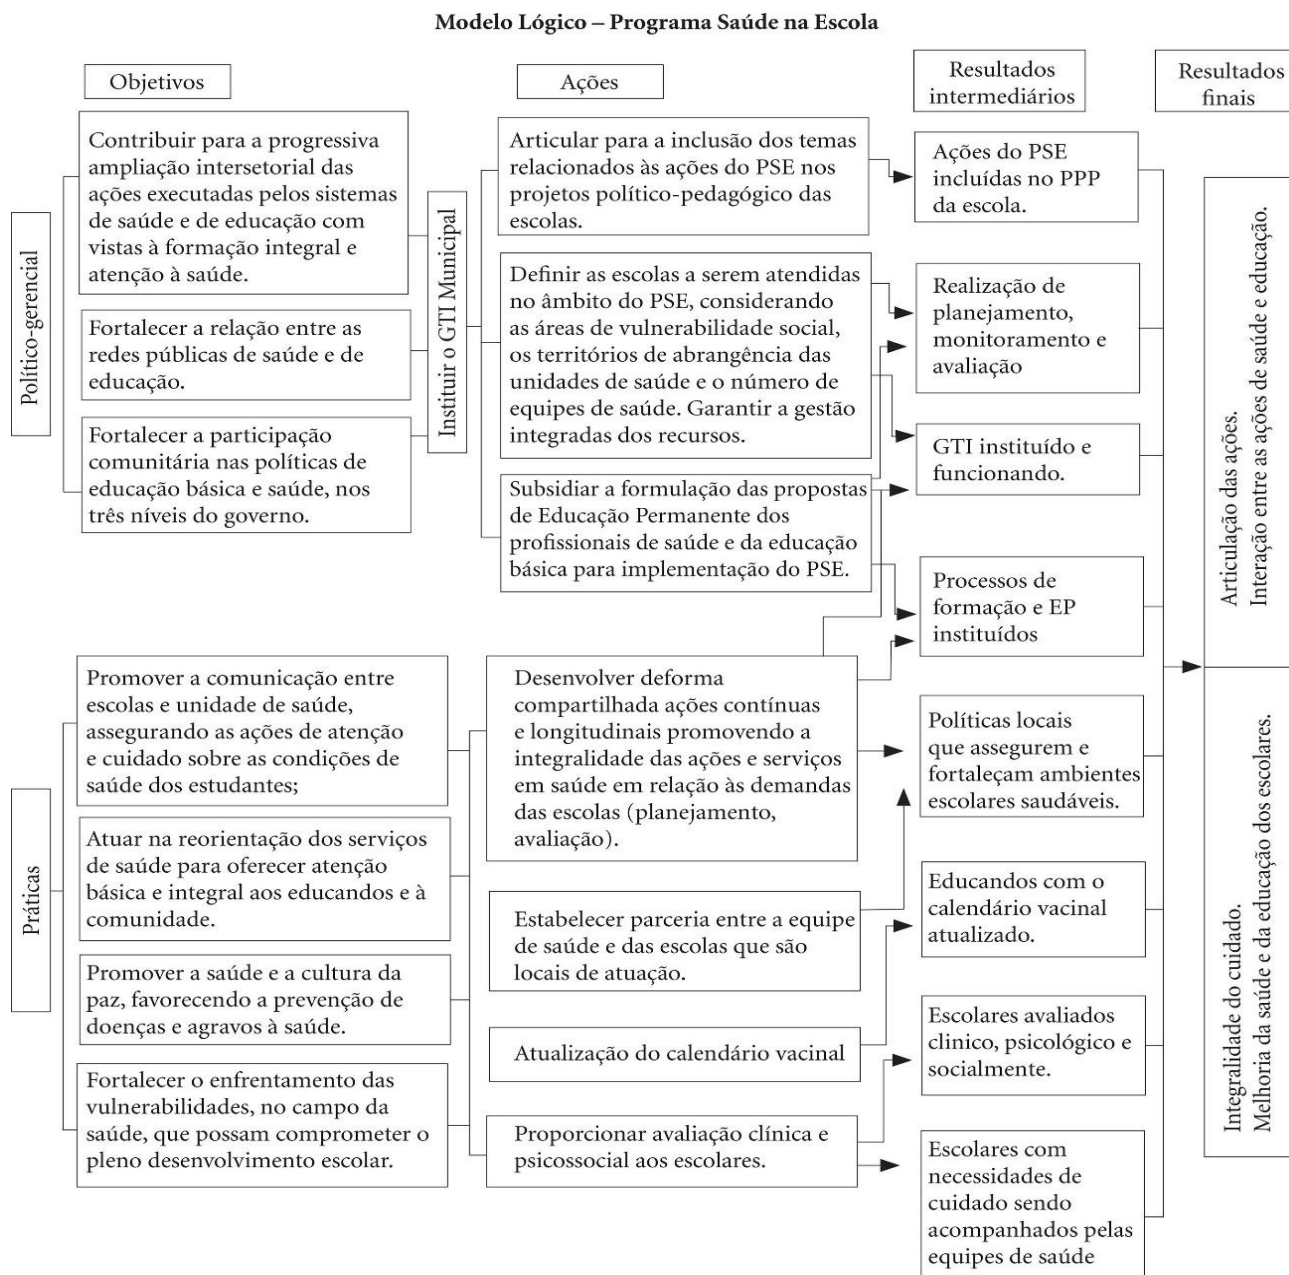 Modelo Lógico – Programa Saúde na Escola
Objetivos
Ações
Resultados
intermediários
Resultados
finais
Político-gerencial
Contribuir para a progressiva
ampliação intersetorial das
ações executadas pelos sistemas
de saúde e de educação com
vistas à formação integral e
atenção à saúde.
Fortalecer a relação entre as
redes públicas de saúde e de
educação.
Fortalecer a participação
comunitária nas políticas de
educação básica e saúde, nos
três níveis do governo.
Instituir o GTI Municipal
Articular para a inclusão dos temas
relacionados às ações do PSE nos
projetos político-pedagógico das
escolas.
Definir as escolas a serem atendidas
no âmbito do PSE, considerando
as áreas de vulnerabilidade social,
os territórios de abrangência das
unidades de saúde e o número de
equipes de saúde. Garantir a gestão
integradas dos recursos.
Subsidiar a formulação das propostas
de Educação Permanente dos
profissionais de saúde e da educação
básica para implementação do PSE.
Ações do PSE
incluídas no PPP
da escola.
Realização de
planejamento,
monitoramento e
avaliação
GTI instituído e
funcionando.
Processos de
formação e EP
instituídos
Articulação das ações.
Interação entre as ações de saúde e educação.
Práticas
Promover a comunicação entre
escolas e unidade de saúde,
assegurando as ações de atenção
e cuidado sobre as condições de
saúde dos estudantes;
Atuar na reorientação dos serviços
de saúde para oferecer atenção
básica e integral aos educandos e à
comunidade.
Promover a saúde e a cultura da
paz, favorecendo a prevenção de
doenças e agravos à saúde.
Fortalecer o enfrentamento das
vulnerabilidades, no campo da
saúde, que possam comprometer o
pleno desenvolvimento escolar.
Desenvolver deforma
compartilhada ações contínuas
e longitudinais promovendo a
integralidade das ações e serviços
em saúde em relação às demandas
das escolas (planejamento,
avaliação).
Estabelecer parceria entre a equipe
de saúde e das escolas que são
locais de atuação.
Atualização do calendário vacinal
Proporcionar avaliação clínica e
psicossocial aos escolares.
Políticas locais
que assegurem e
fortaleçam ambientes
escolares saudáveis.
Educandos com o
calendário vacinal
atualizado.
Escolares avaliados
clinico, psicológico e
socialmente.
Escolares com
necessidades de
cuidado sendo
acompanhados pelas
equipes de saúde
Integralidade do cuidado.
Melhoria da saúde e da educação dos escolares.